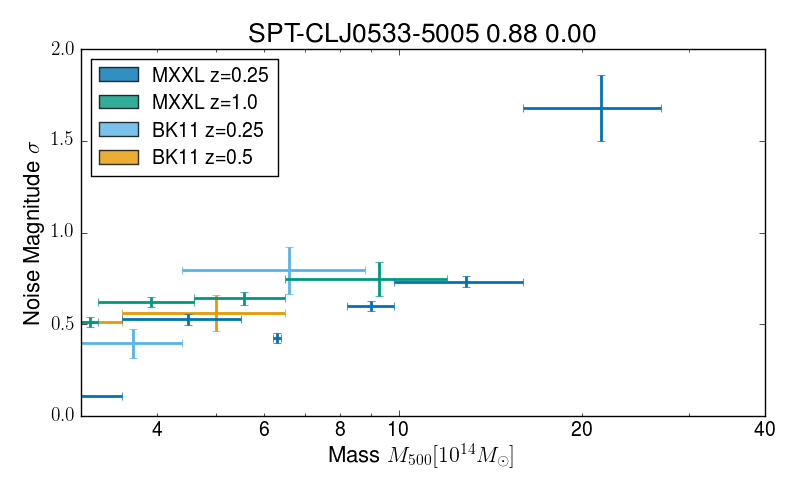 SPT-CLJ0533-5005 0.88 0.00
MXXL z=0.25
MXXL z=1.0
BK11 z=0.25
BK11 z=0.5
Noise Magnitude σ
2.0
1.5
1.0
0.5
0.0
4 6 8 10 20 40
Mass M₅₀₀[10¹⁴M☉]